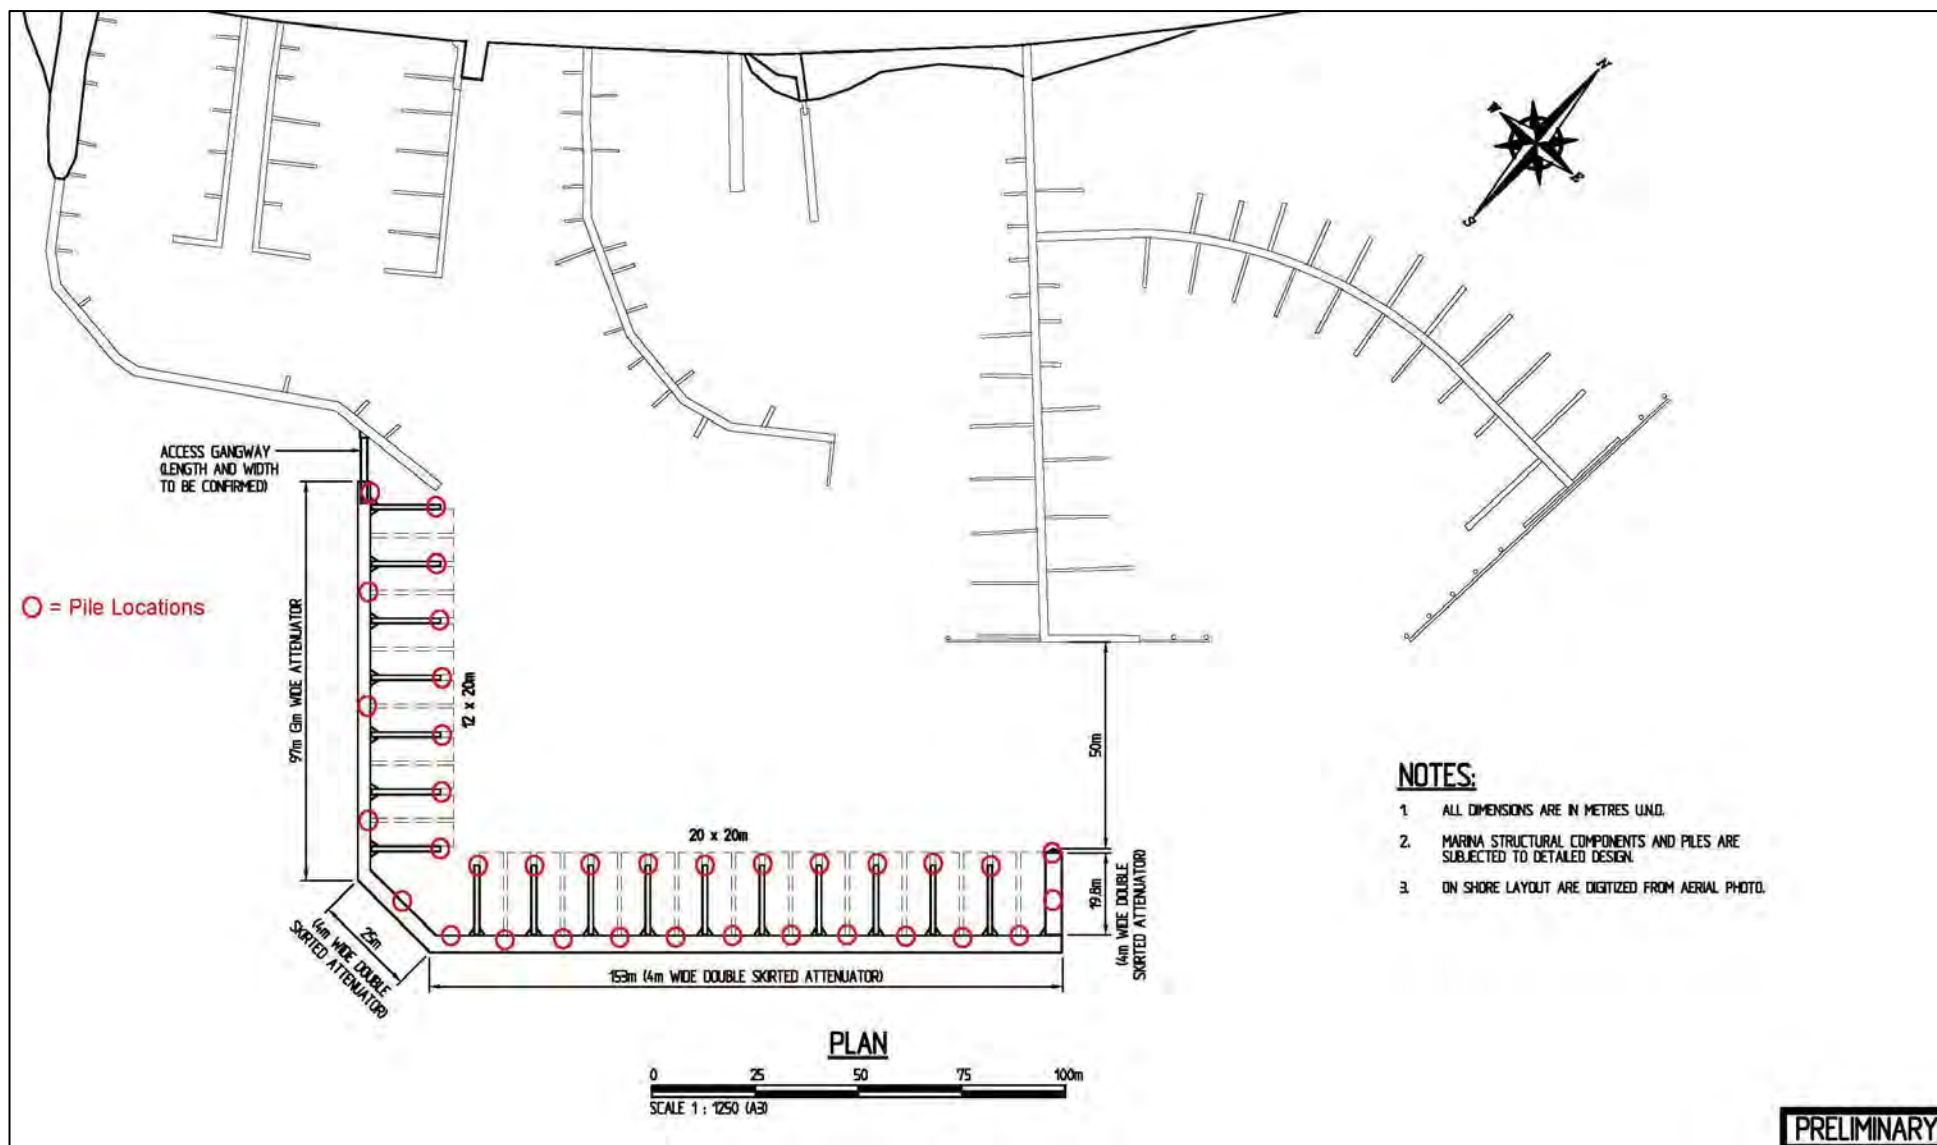 N
W
E
S
ACCESS GANGWAY
(LENGTH AND WIDTH
TO BE CONFIRMED)
= Pile Locations
97m (3m WIDE ATTENUATOR
12 x 20m
50m
20 x 20m
19.8m
(4m WIDE DOUBLE
SKIRTED ATTENUATOR)
25m
(4m WIDE DOUBLE
SKIRTED ATTENUATOR)
153m (4m WIDE DOUBLE SKIRTED ATTENUATOR)
NOTES:
1 ALL DIMENSIONS ARE IN METRES U.N.O.
2. MARINA STRUCTURAL COMPONENTS AND PILES ARE
SUBJECTED TO DETAILED DESIGN.
3. ON SHORE LAYOUT ARE DIGITIZED FROM AERIAL PHOTO.
PLAN
0 25 50 75 100m
SCALE 1 : 1250 (A3)
PRELIMINARY